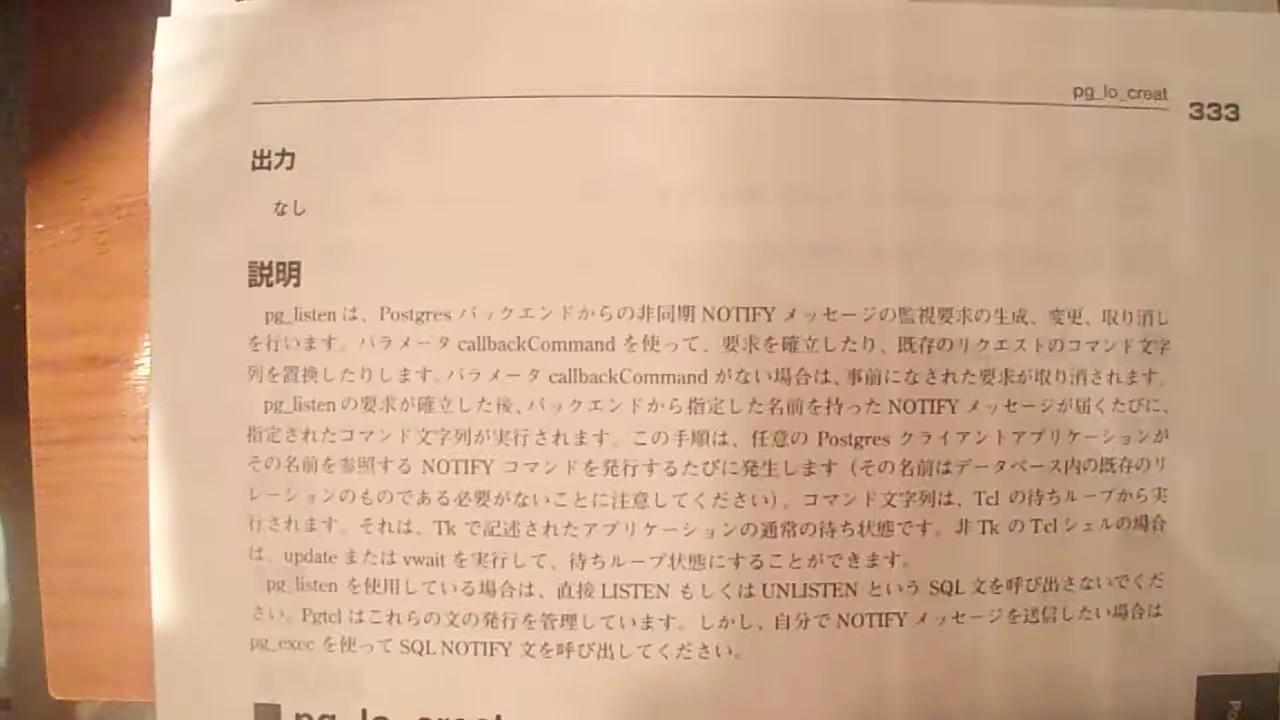 pg_lo_creat
333
出力
なし
説明
pg_listen は、Postgres バックエンドからの非同期 NOTIFY メッセージの監視要求の生成、変更、取り消し
を行います。パラメータ callbackCommand を使って、要求を確立したり、既存のリクエストのコマンド文字
列を置換したりします。パラメータ callbackCommand がない場合は、事前になされた要求が取り消されます。
pg_listen の要求が確立した後、バックエンドから指定した名前を持った NOTIFY メッセージが届くたびに、
指定されたコマンド文字列が実行されます。この手順は、任意の Postgres クライアントアプリケーションが
その名前を参照する NOTIFY コマンドを発行するたびに発生します（その名前はデータベース内の既存のリ
レーションのものである必要がないことに注意してください）。コマンド文字列は、Tcl の待ちループから実
行されます。それは、Tk で記述されたアプリケーションの通常の待ち状態です。非 Tk の Tcl シェルの場合
は、update または vwait を実行して、待ちループ状態にすることができます。
pg_listen を使用している場合は、直接 LISTEN もしくは UNLISTEN という SQL 文を呼び出さないでくだ
さい。Pgtcl はこれらの文の発行を管理しています。しかし、自分で NOTIFY メッセージを送信したい場合は
pg_exec を使って SQL NOTIFY 文を呼び出してください。
pg_lo_creat